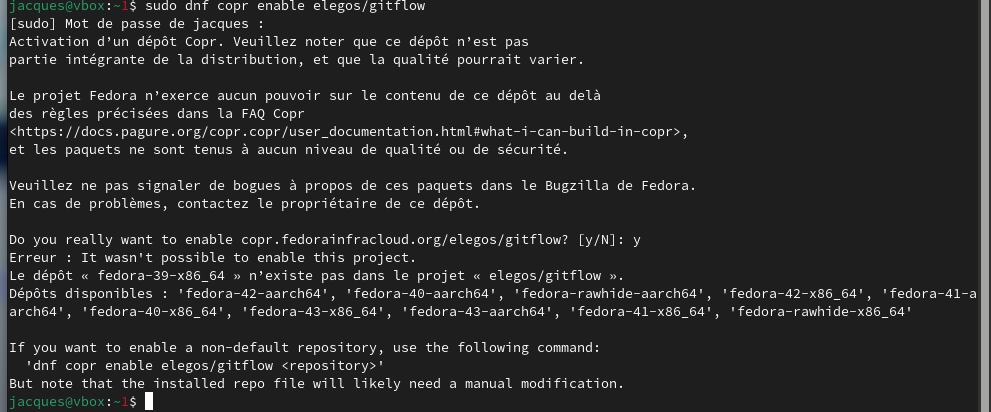 jacques@vbox:~1$ sudo dnf copr enable elegos/gitflow
[sudo] Mot de passe de jacques :
Activation d’un dépôt Copr. Veuillez noter que ce dépôt n’est pas
partie intégrante de la distribution, et que la qualité pourrait varier.

Le projet Fedora n’exerce aucun pouvoir sur le contenu de ce dépôt au delà
des règles précisées dans la FAQ Copr
<https://docs.pagure.org/copr.copr/user_documentation.html#what-i-can-build-in-copr>,
et les paquets ne sont tenus à aucun niveau de qualité ou de sécurité.

Veuillez ne pas signaler de bogues à propos de ces paquets dans le Bugzilla de Fedora.
En cas de problèmes, contactez le propriétaire de ce dépôt.

Do you really want to enable copr.fedorainfracloud.org/elegos/gitflow? [y/N]: y
Erreur : It wasn't possible to enable this project.
Le dépôt « fedora-39-x86_64 » n’existe pas dans le projet « elegos/gitflow ».
Dépôts disponibles : 'fedora-42-aarch64', 'fedora-40-aarch64', 'fedora-rawhide-aarch64', 'fedora-42-x86_64', 'fedora-41-a
arch64', 'fedora-40-x86_64', 'fedora-43-x86_64', 'fedora-43-aarch64', 'fedora-41-x86_64', 'fedora-rawhide-x86_64'

If you want to enable a non-default repository, use the following command:
  'dnf copr enable elegos/gitflow <repository>'
But note that the installed repo file will likely need a manual modification.
jacques@vbox:~1$